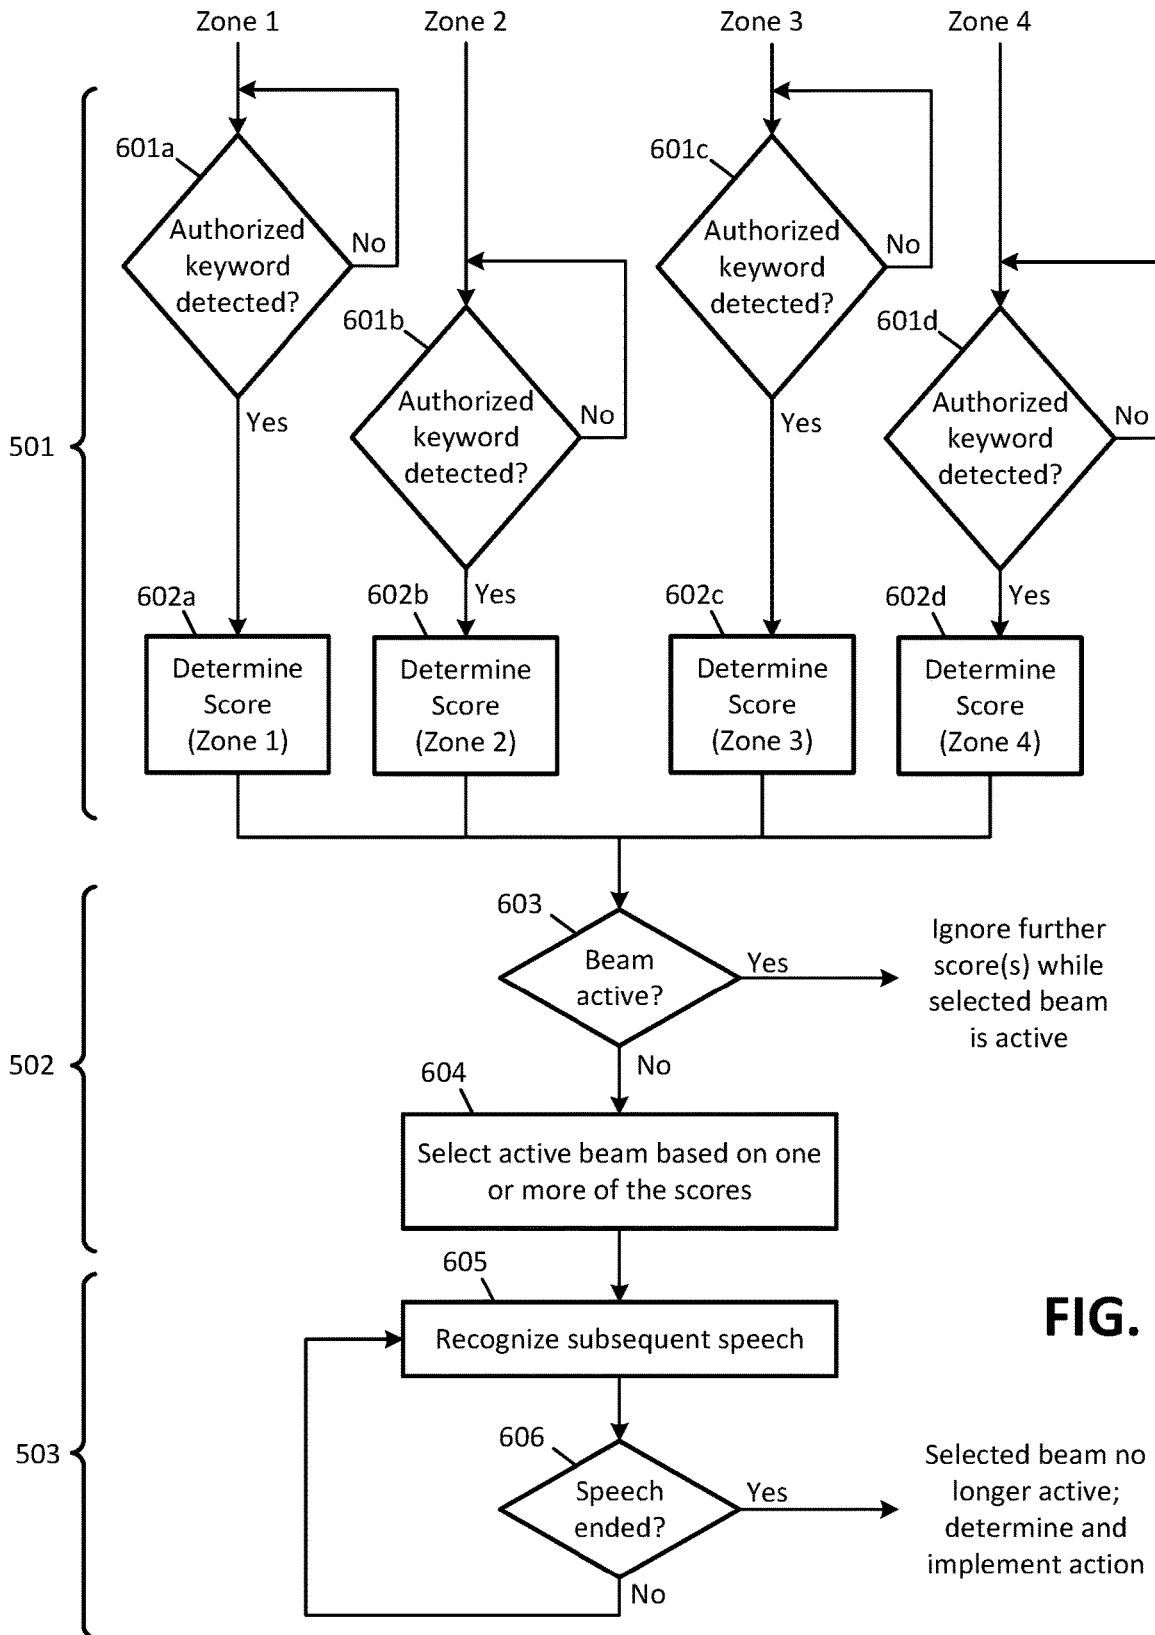 Zone 1
Zone 2
Zone 3
Zone 4
601a
601c
Authorized
keyword
detected?
No
Authorized
keyword
detected?
No
601b
601d
Yes
Authorized
keyword
detected?
No
Yes
Authorized
keyword
detected?
No
501
602a
602b
Yes
602c
602d
Yes
Determine
Score
(Zone 1)
Determine
Score
(Zone 2)
Determine
Score
(Zone 3)
Determine
Score
(Zone 4)
603
Beam
active?
Yes
Ignore further
score(s) while
selected beam
is active
No
502
604
Select active beam based on one
or more of the scores
605
Recognize subsequent speech
FIG.
503
606
Speech
ended?
Yes
Selected beam no
longer active;
determine and
implement action
No